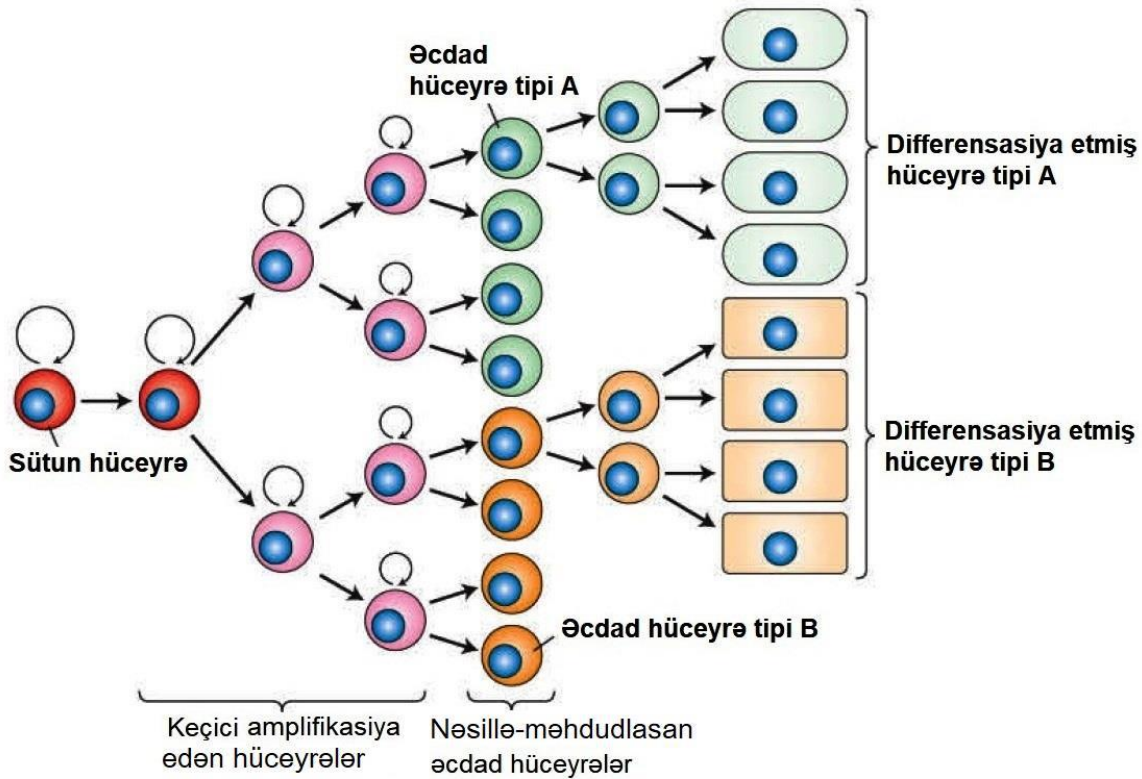 Əcdad
hüceyrə tipi A
Differensasiya etmiş
hüceyrə tipi A
Sütun hüceyrə
Differensasiya etmiş
hüceyrə tipi B
Əcdad hüceyrə tipi B
Keçici amplifikasiya
edən hüceyrələr
Nəsillə-məhdudlasan
əcdad hüceyrələr